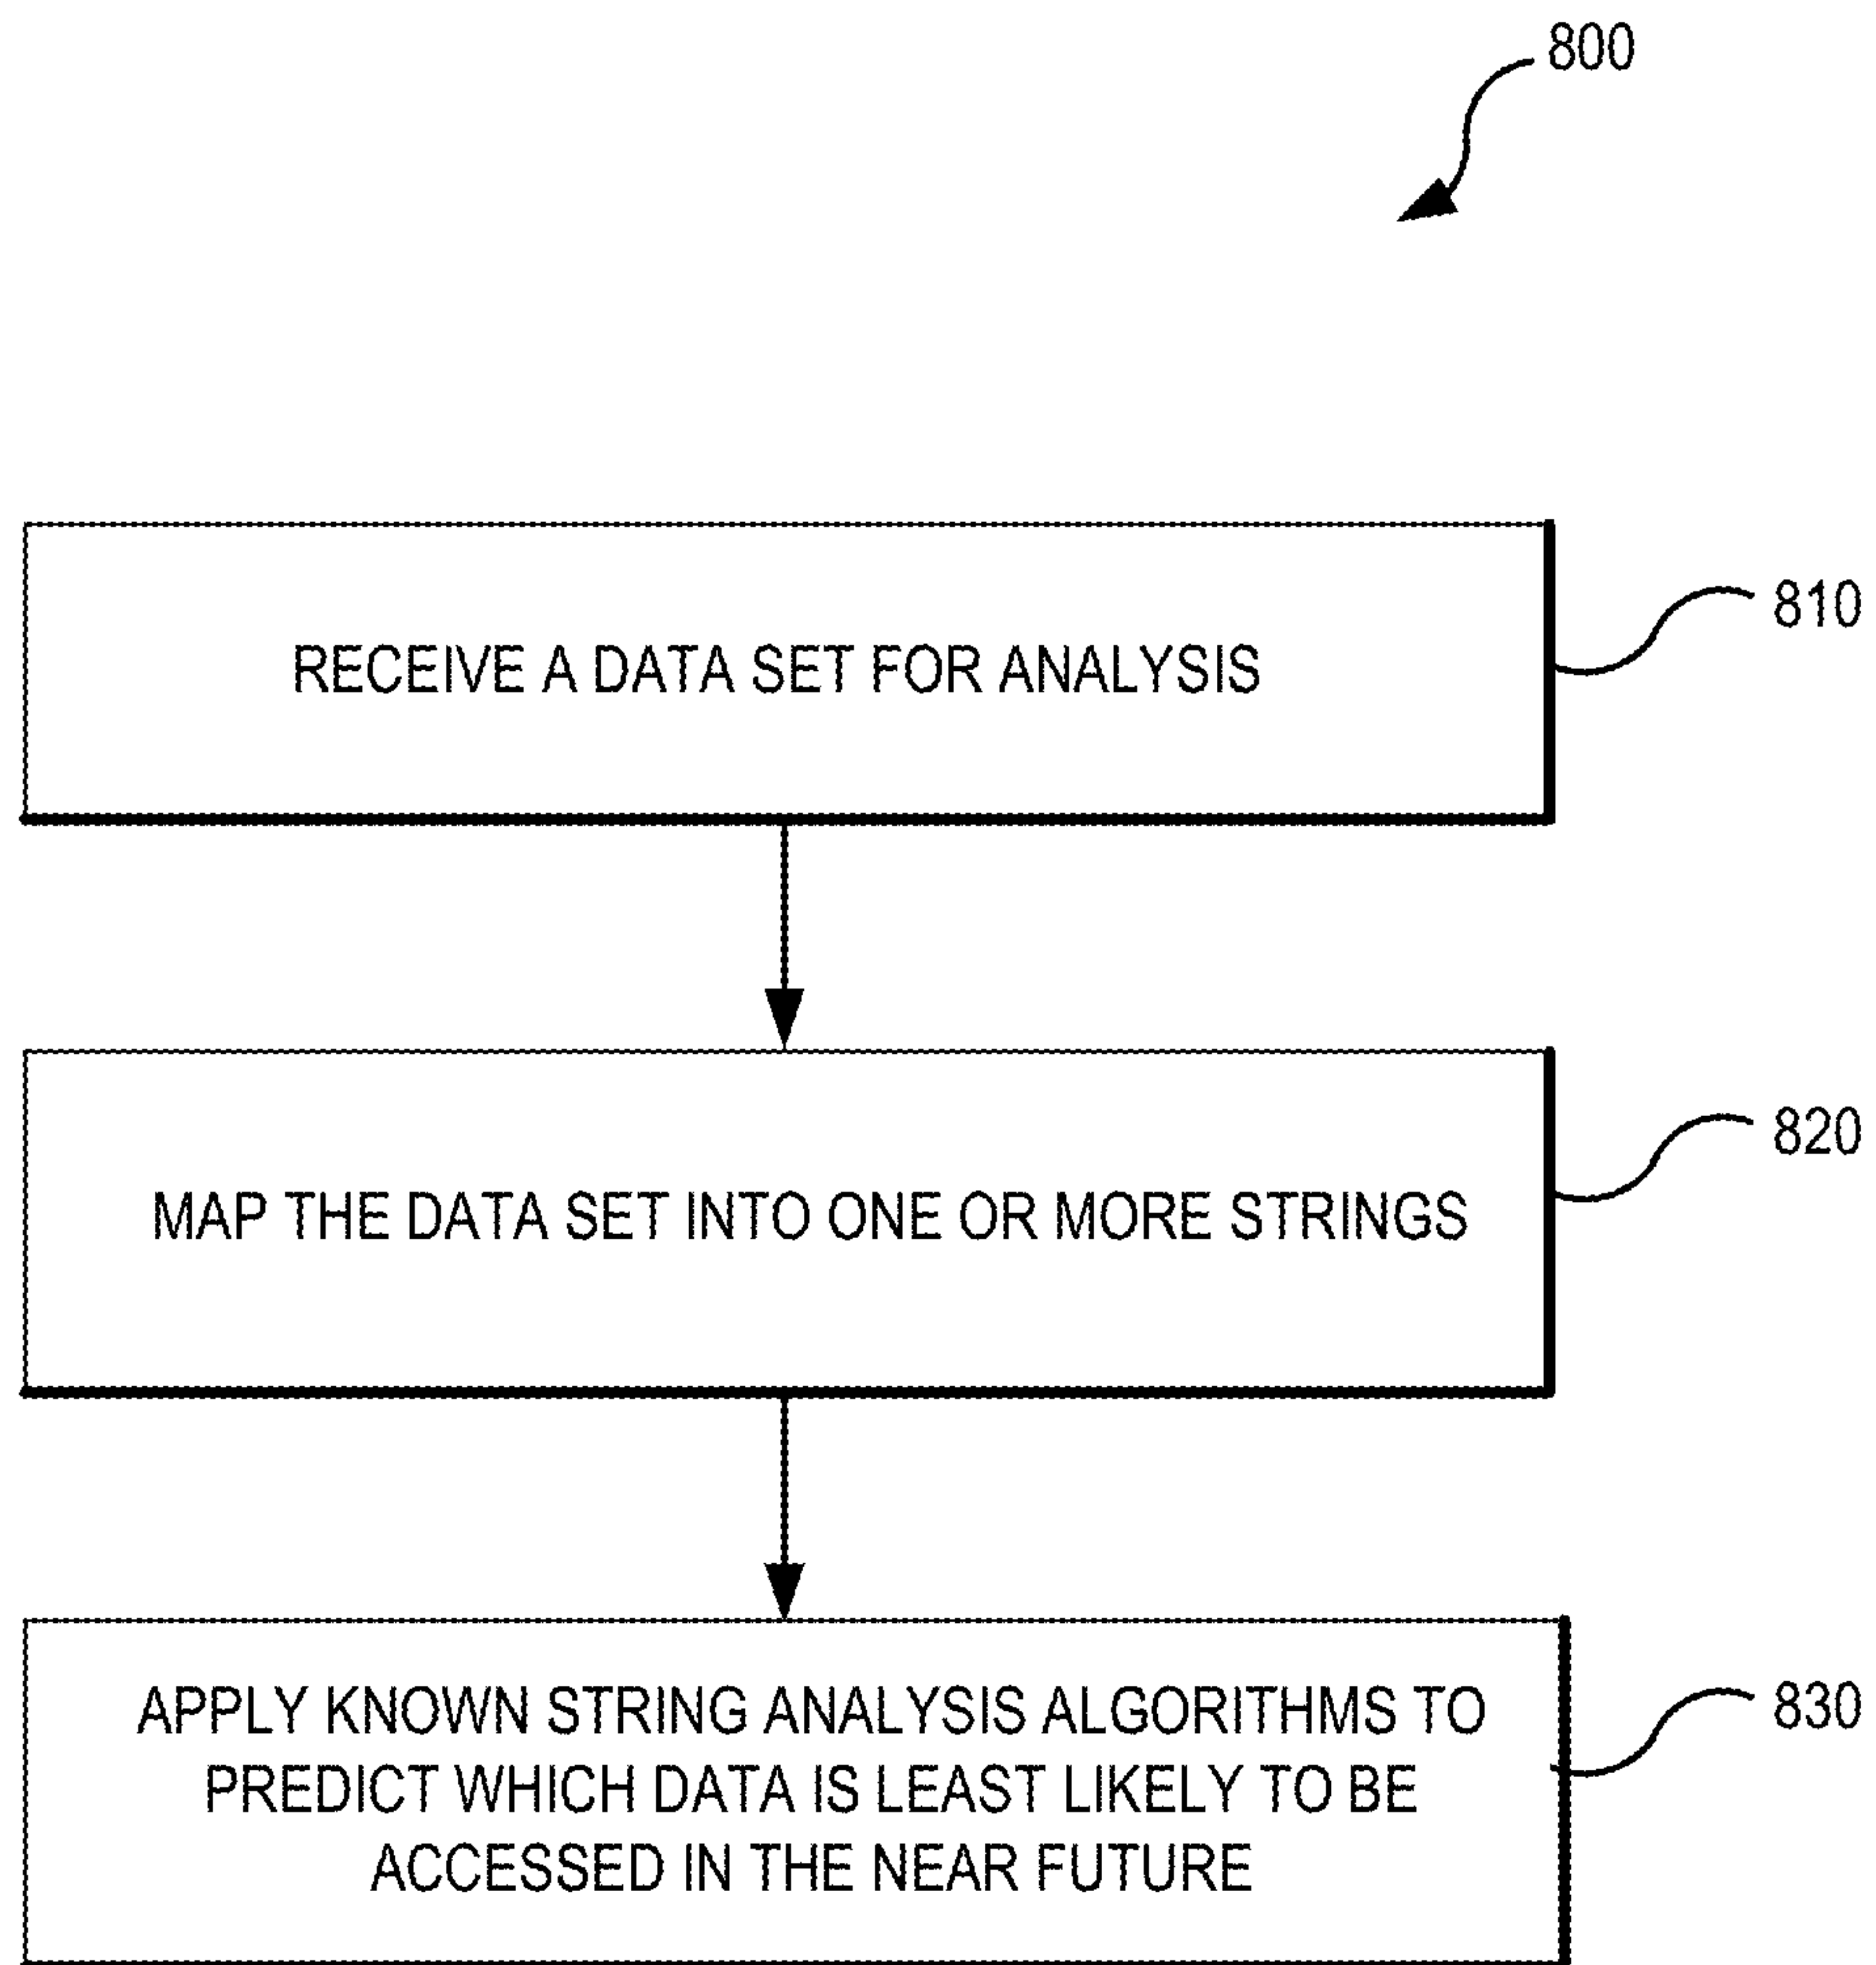 800
RECEIVE A DATA SET FOR ANALYSIS
810
MAP THE DATA SET INTO ONE OR MORE STRINGS
820
APPLY KNOWN STRING ANALYSIS ALGORITHMS TO
PREDICT WHICH DATA IS LEAST LIKELY TO BE
ACCESSED IN THE NEAR FUTURE
830